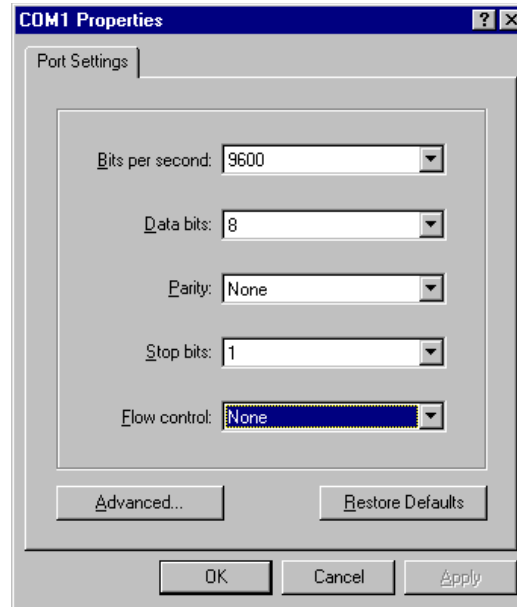 COM1 Properties
Port Settings
Bits per second: 9600
Data bits: 8
Parity: None
Stop bits: 1
Flow control: None
Advanced... Restore Defaults
OK Cancel Apply